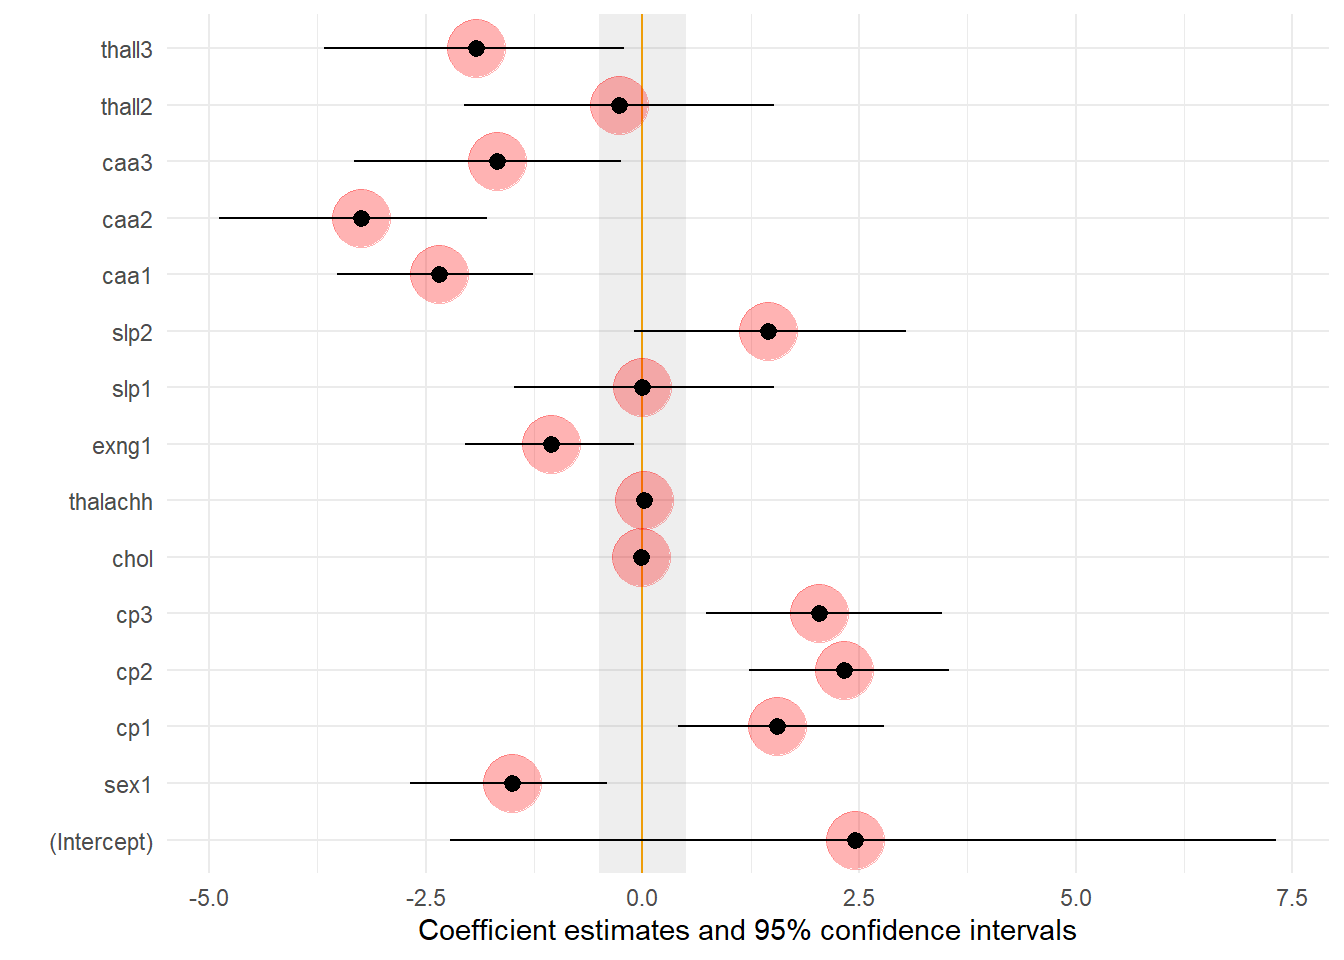 thall3
thall2
caa3
caa2
caa1
slp2
slp1
exng1
thalachh
chol
cp3
cp2
cp1
sex1
(Intercept)
-5.0 -2.5 0.0 2.5 5.0 7.5
Coefficient estimates and 95% confidence intervals